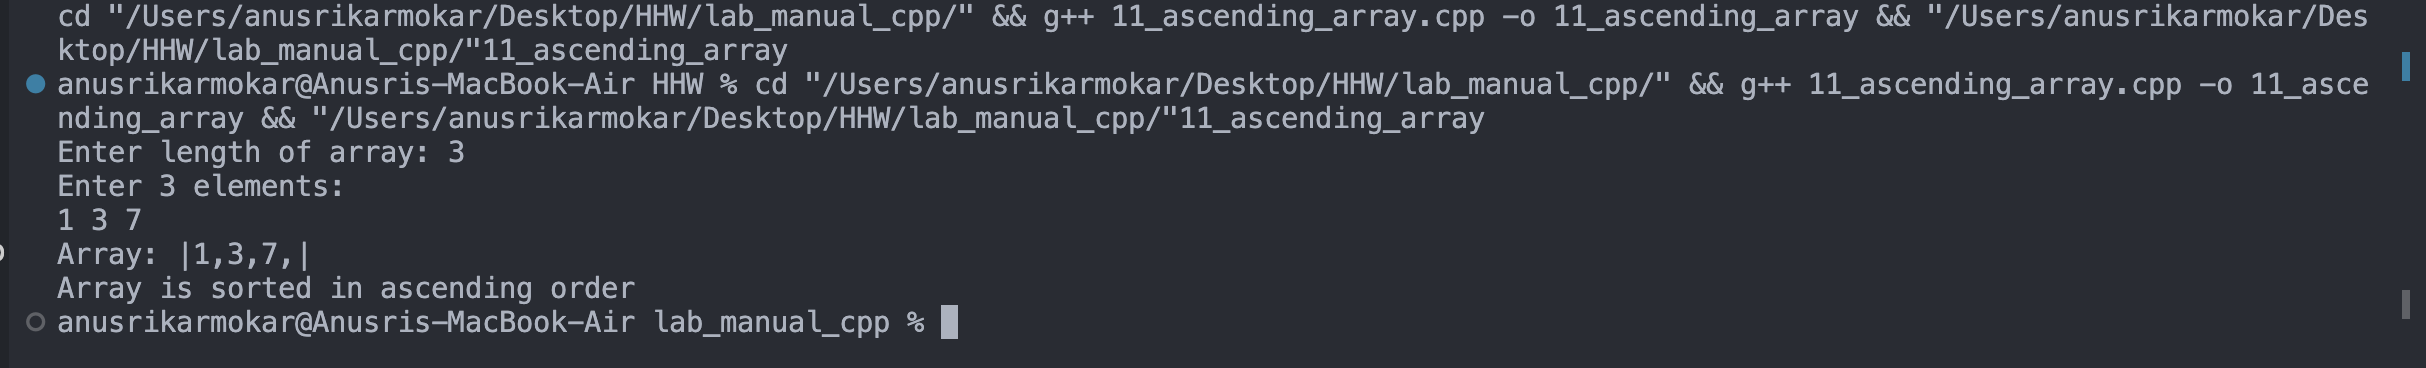 cd "/Users/anusrikarmokar/Desktop/HHW/lab_manual_cpp/" && g++ 11_ascending_array.cpp -o 11_ascending_array && "/Users/anusrikarmokar/Des
ktop/HHW/lab_manual_cpp/"11_ascending_array
anusrikarmokar@Anusris-MacBook-Air HHW % cd "/Users/anusrikarmokar/Desktop/HHW/lab_manual_cpp/" && g++ 11_ascending_array.cpp -o 11_asce
nding_array && "/Users/anusrikarmokar/Desktop/HHW/lab_manual_cpp/"11_ascending_array
Enter length of array: 3
Enter 3 elements:
1 3 7
Array: |1,3,7,|
Array is sorted in ascending order
anusrikarmokar@Anusris-MacBook-Air lab_manual_cpp %